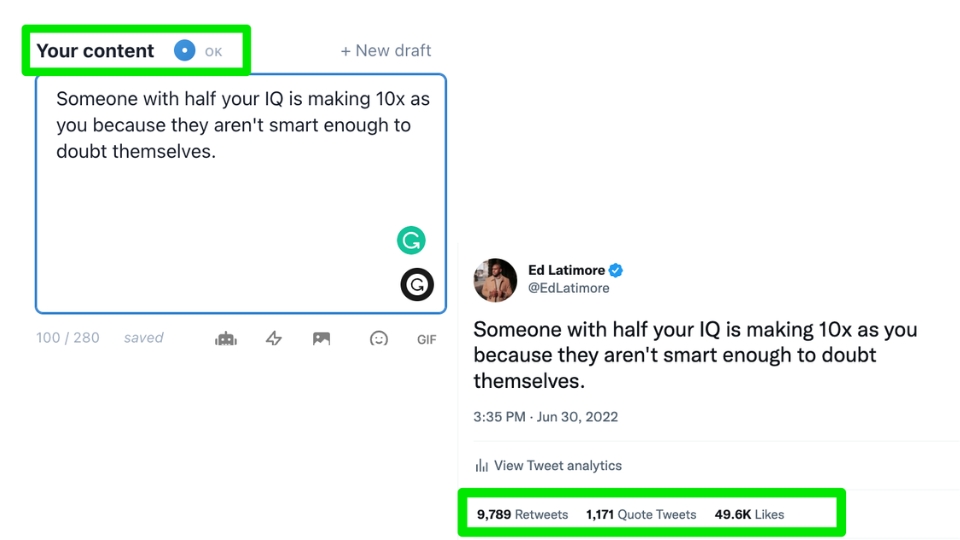 Your content OK + New draft
Someone with half your IQ is making 10x as
you because they aren't smart enough to
doubt themselves.
100 / 280 saved GIF
Ed Latimore
@EdLatimore
Someone with half your IQ is making 10x as you
because they aren't smart enough to doubt
themselves.
3:35 PM · Jun 30, 2022
View Tweet analytics
9,789 Retweets 1,171 Quote Tweets 49.6K Likes